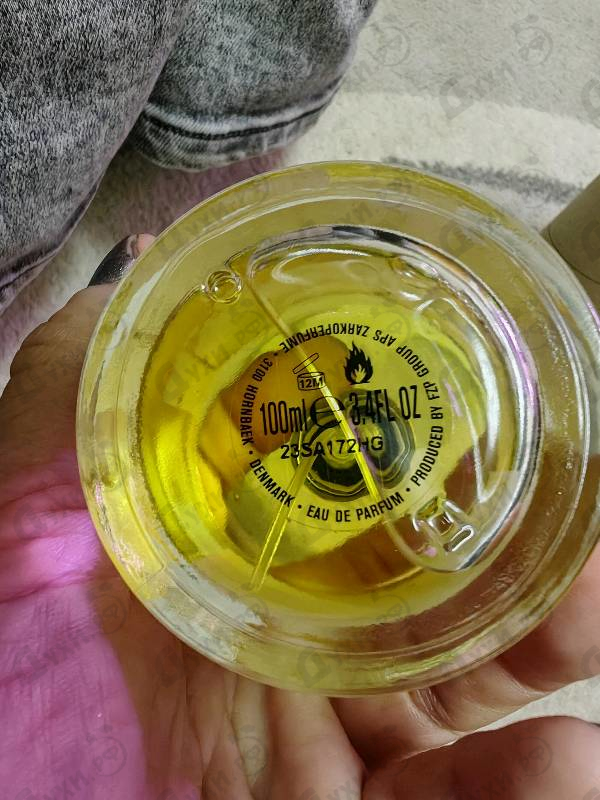 PRODUCED BY FZP GROUP APS ZARKOPERFUME • 3100 HORNBAEK • DENMARK • EAU DE PARFUM •
12M
100ml ℮ 3.4FL OZ
23SA172HG